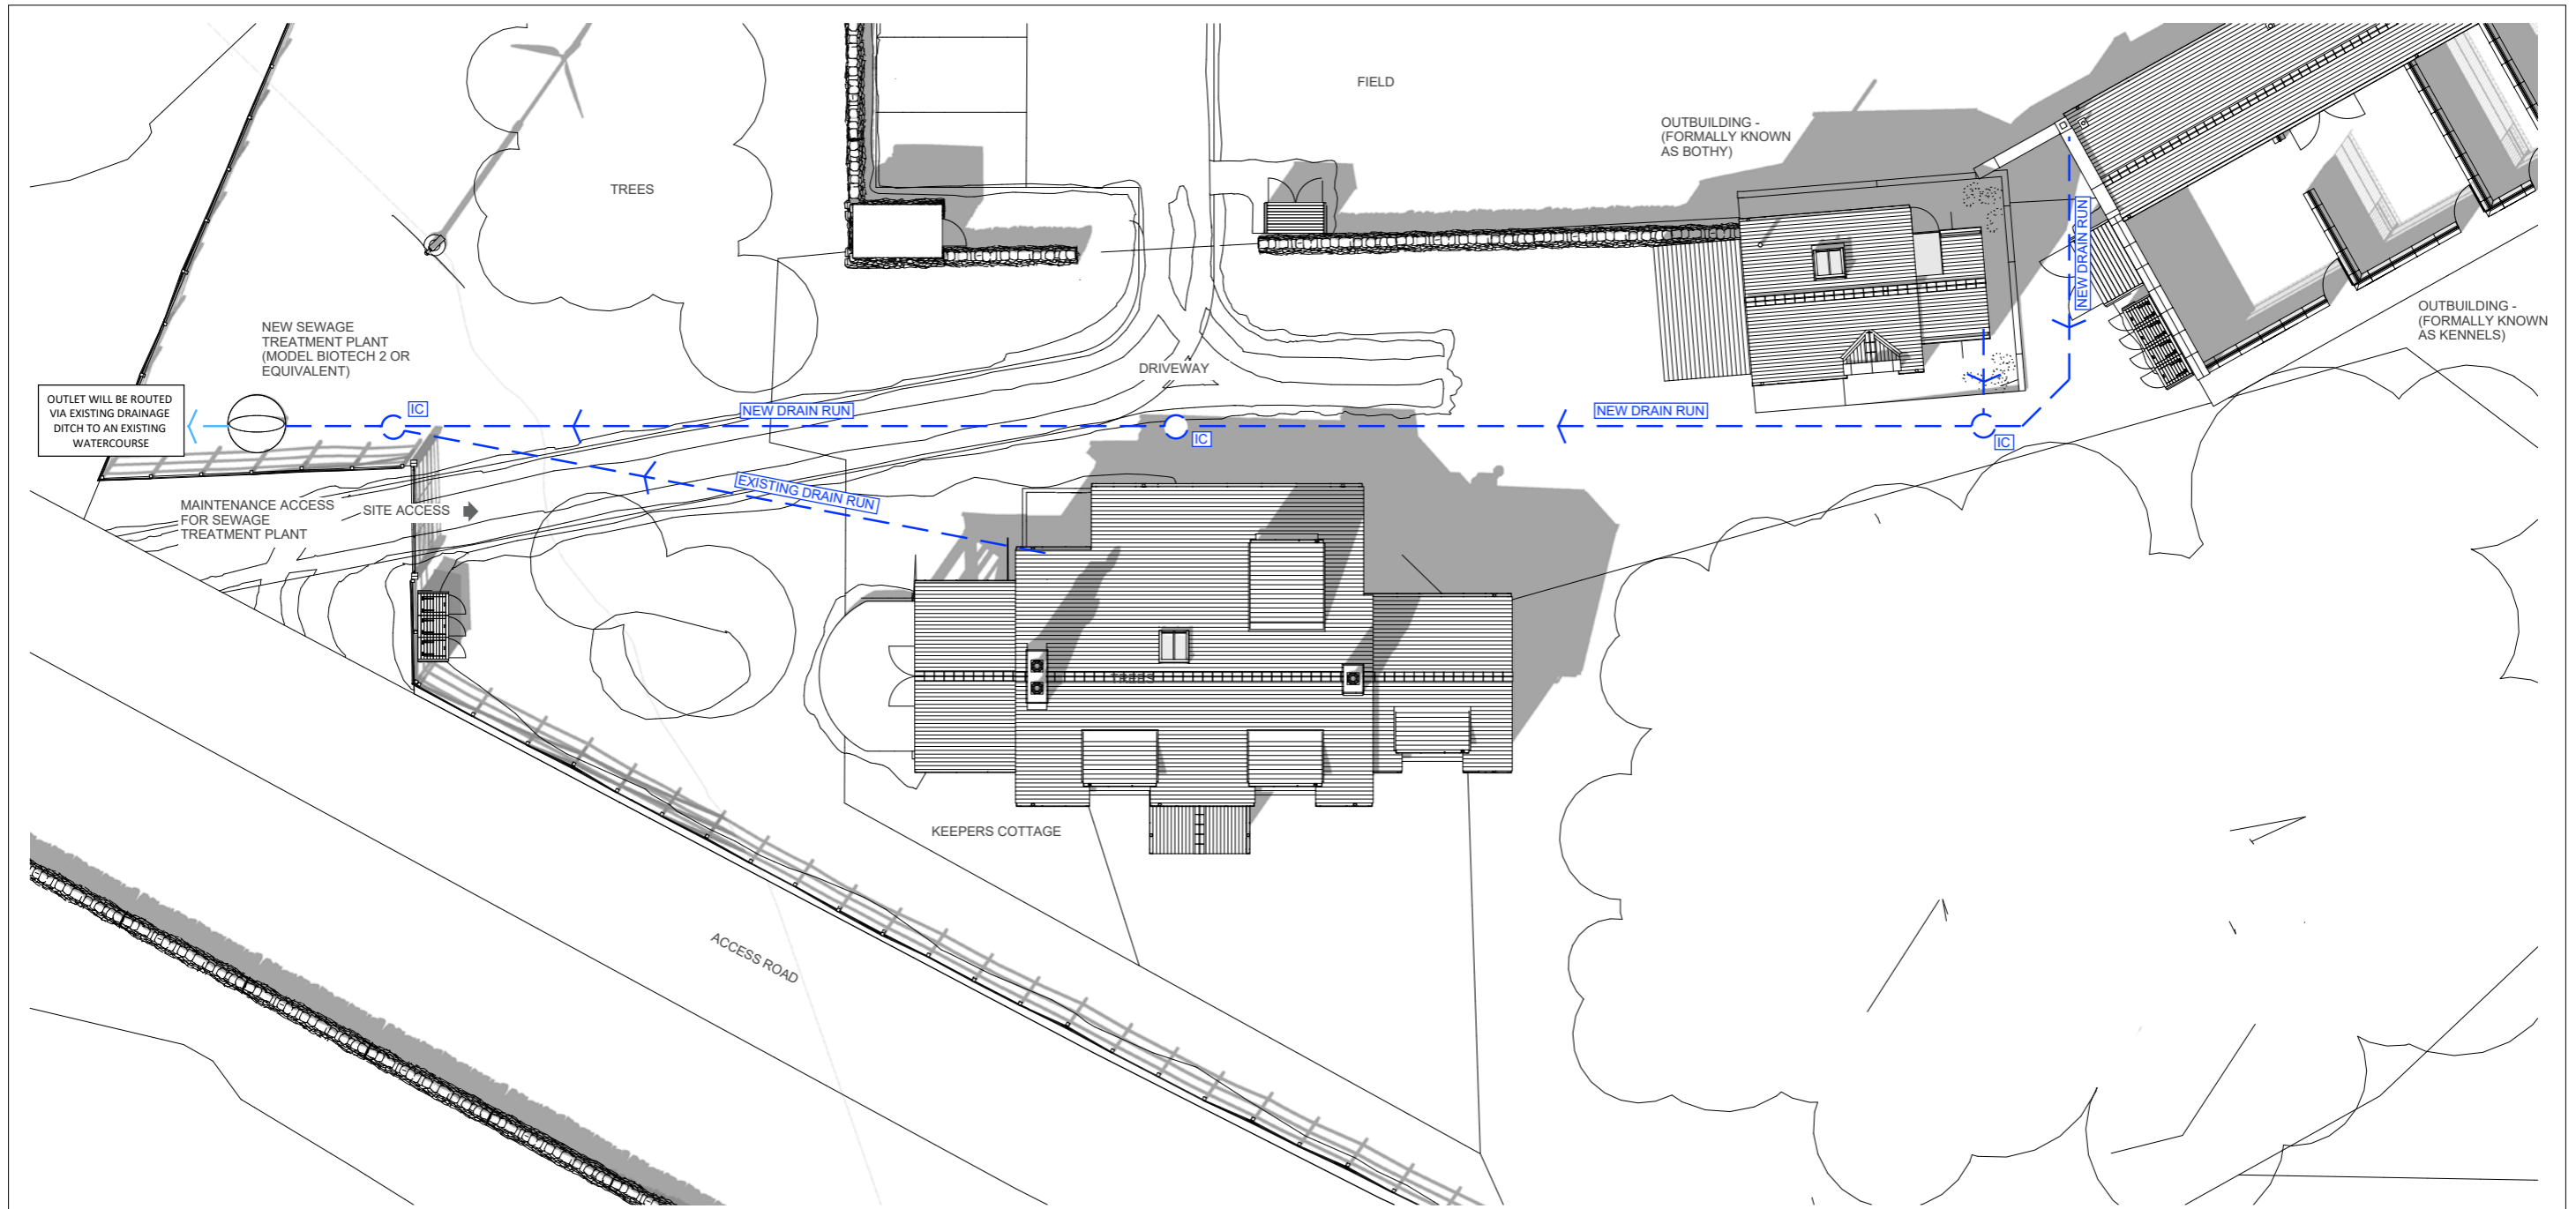 FIELD
OUTBUILDING -
(FORMALLY KNOWN
AS BOTHY)
TREES
NEW DRAIN RUN
OUTBUILDING -
(FORMALLY KNOWN
AS KENNELS)
NEW SEWAGE
TREATMENT PLANT
(MODEL BIOTECH 2 OR
EQUIVALENT)
DRIVEWAY
OUTLET WILL BE ROUTED
VIA EXISTING DRAINAGE
DITCH TO AN EXISTING
WATERCOURSE
IC
NEW DRAIN RUN
NEW DRAIN RUN
IC
IC
EXISTING DRAIN RUN
MAINTENANCE ACCESS
FOR SEWAGE
TREATMENT PLANT
SITE ACCESS
TREES
KEEPERS COTTAGE
ACCESS ROAD